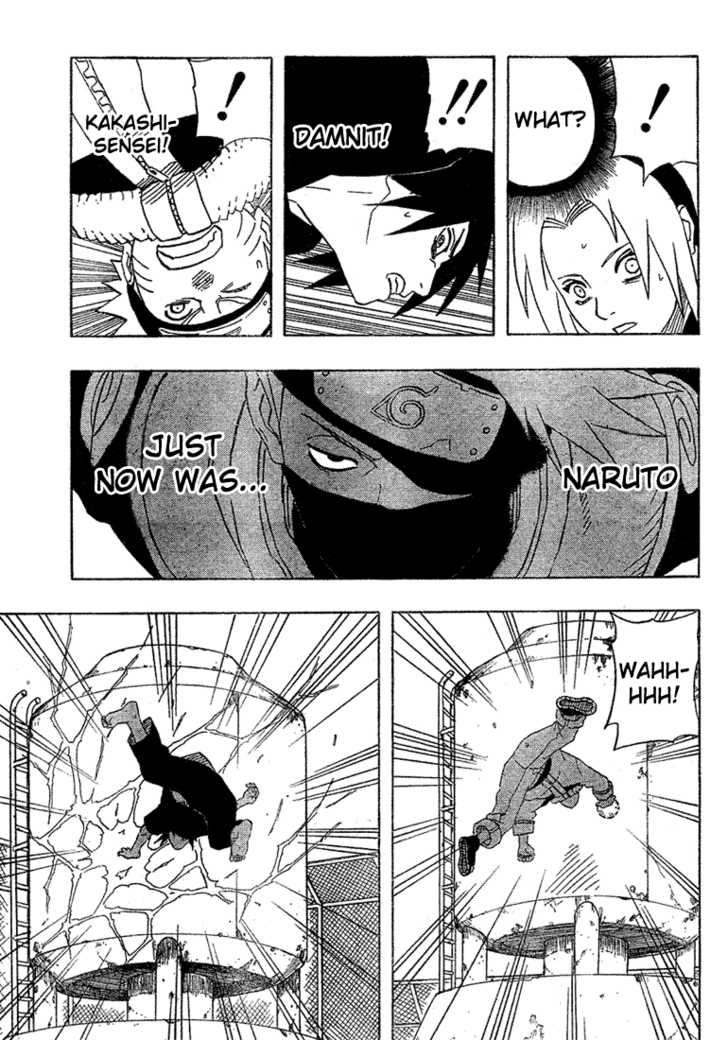 !
WHAT?
!!
DAMNIT!
!
KAKASHI-
SENSEI!
NARUTO
JUST
NOW WAS...
WAHH-
HHH!